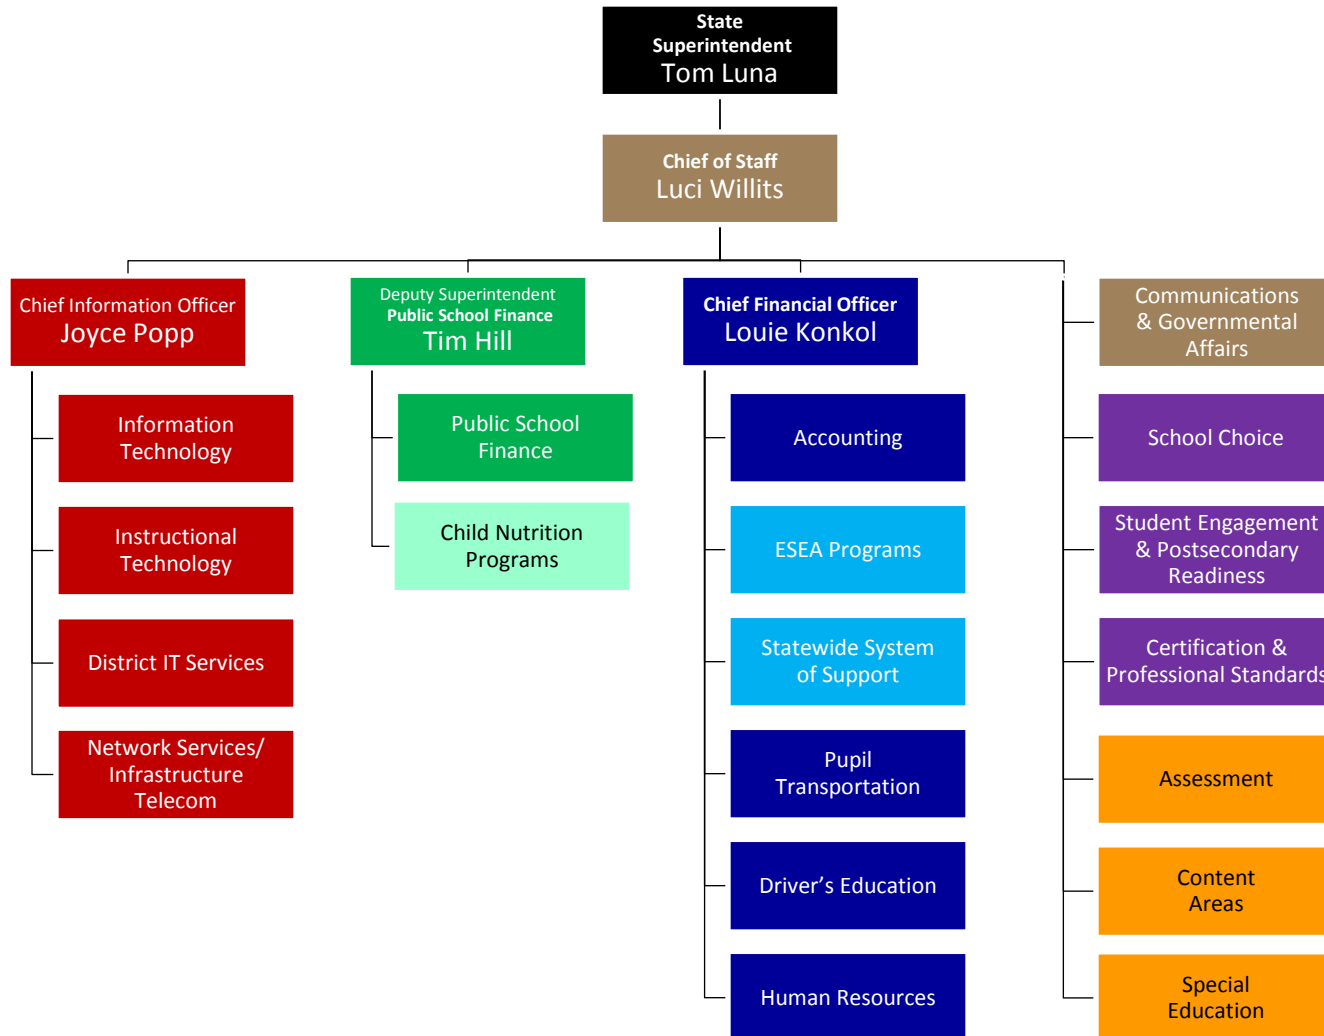 State
Superintendent
Tom Luna
Chief of Staff
Luci Willits
Chief Information Officer
Joyce Popp
Information
Technology
Instructional
Technology
District IT Services
Network Services/
Infrastructure
Telecom
Deputy Superintendent
Public School Finance
Tim Hill
Public School
Finance
Child Nutrition
Programs
Chief Financial Officer
Louie Konkol
Accounting
ESEA Programs
Statewide System
of Support
Pupil
Transportation
Driver’s Education
Human Resources
Communications
& Governmental
Affairs
School Choice
Student Engagement
& Postsecondary
Readiness
Certification &
Professional Standards
Assessment
Content
Areas
Special
Education